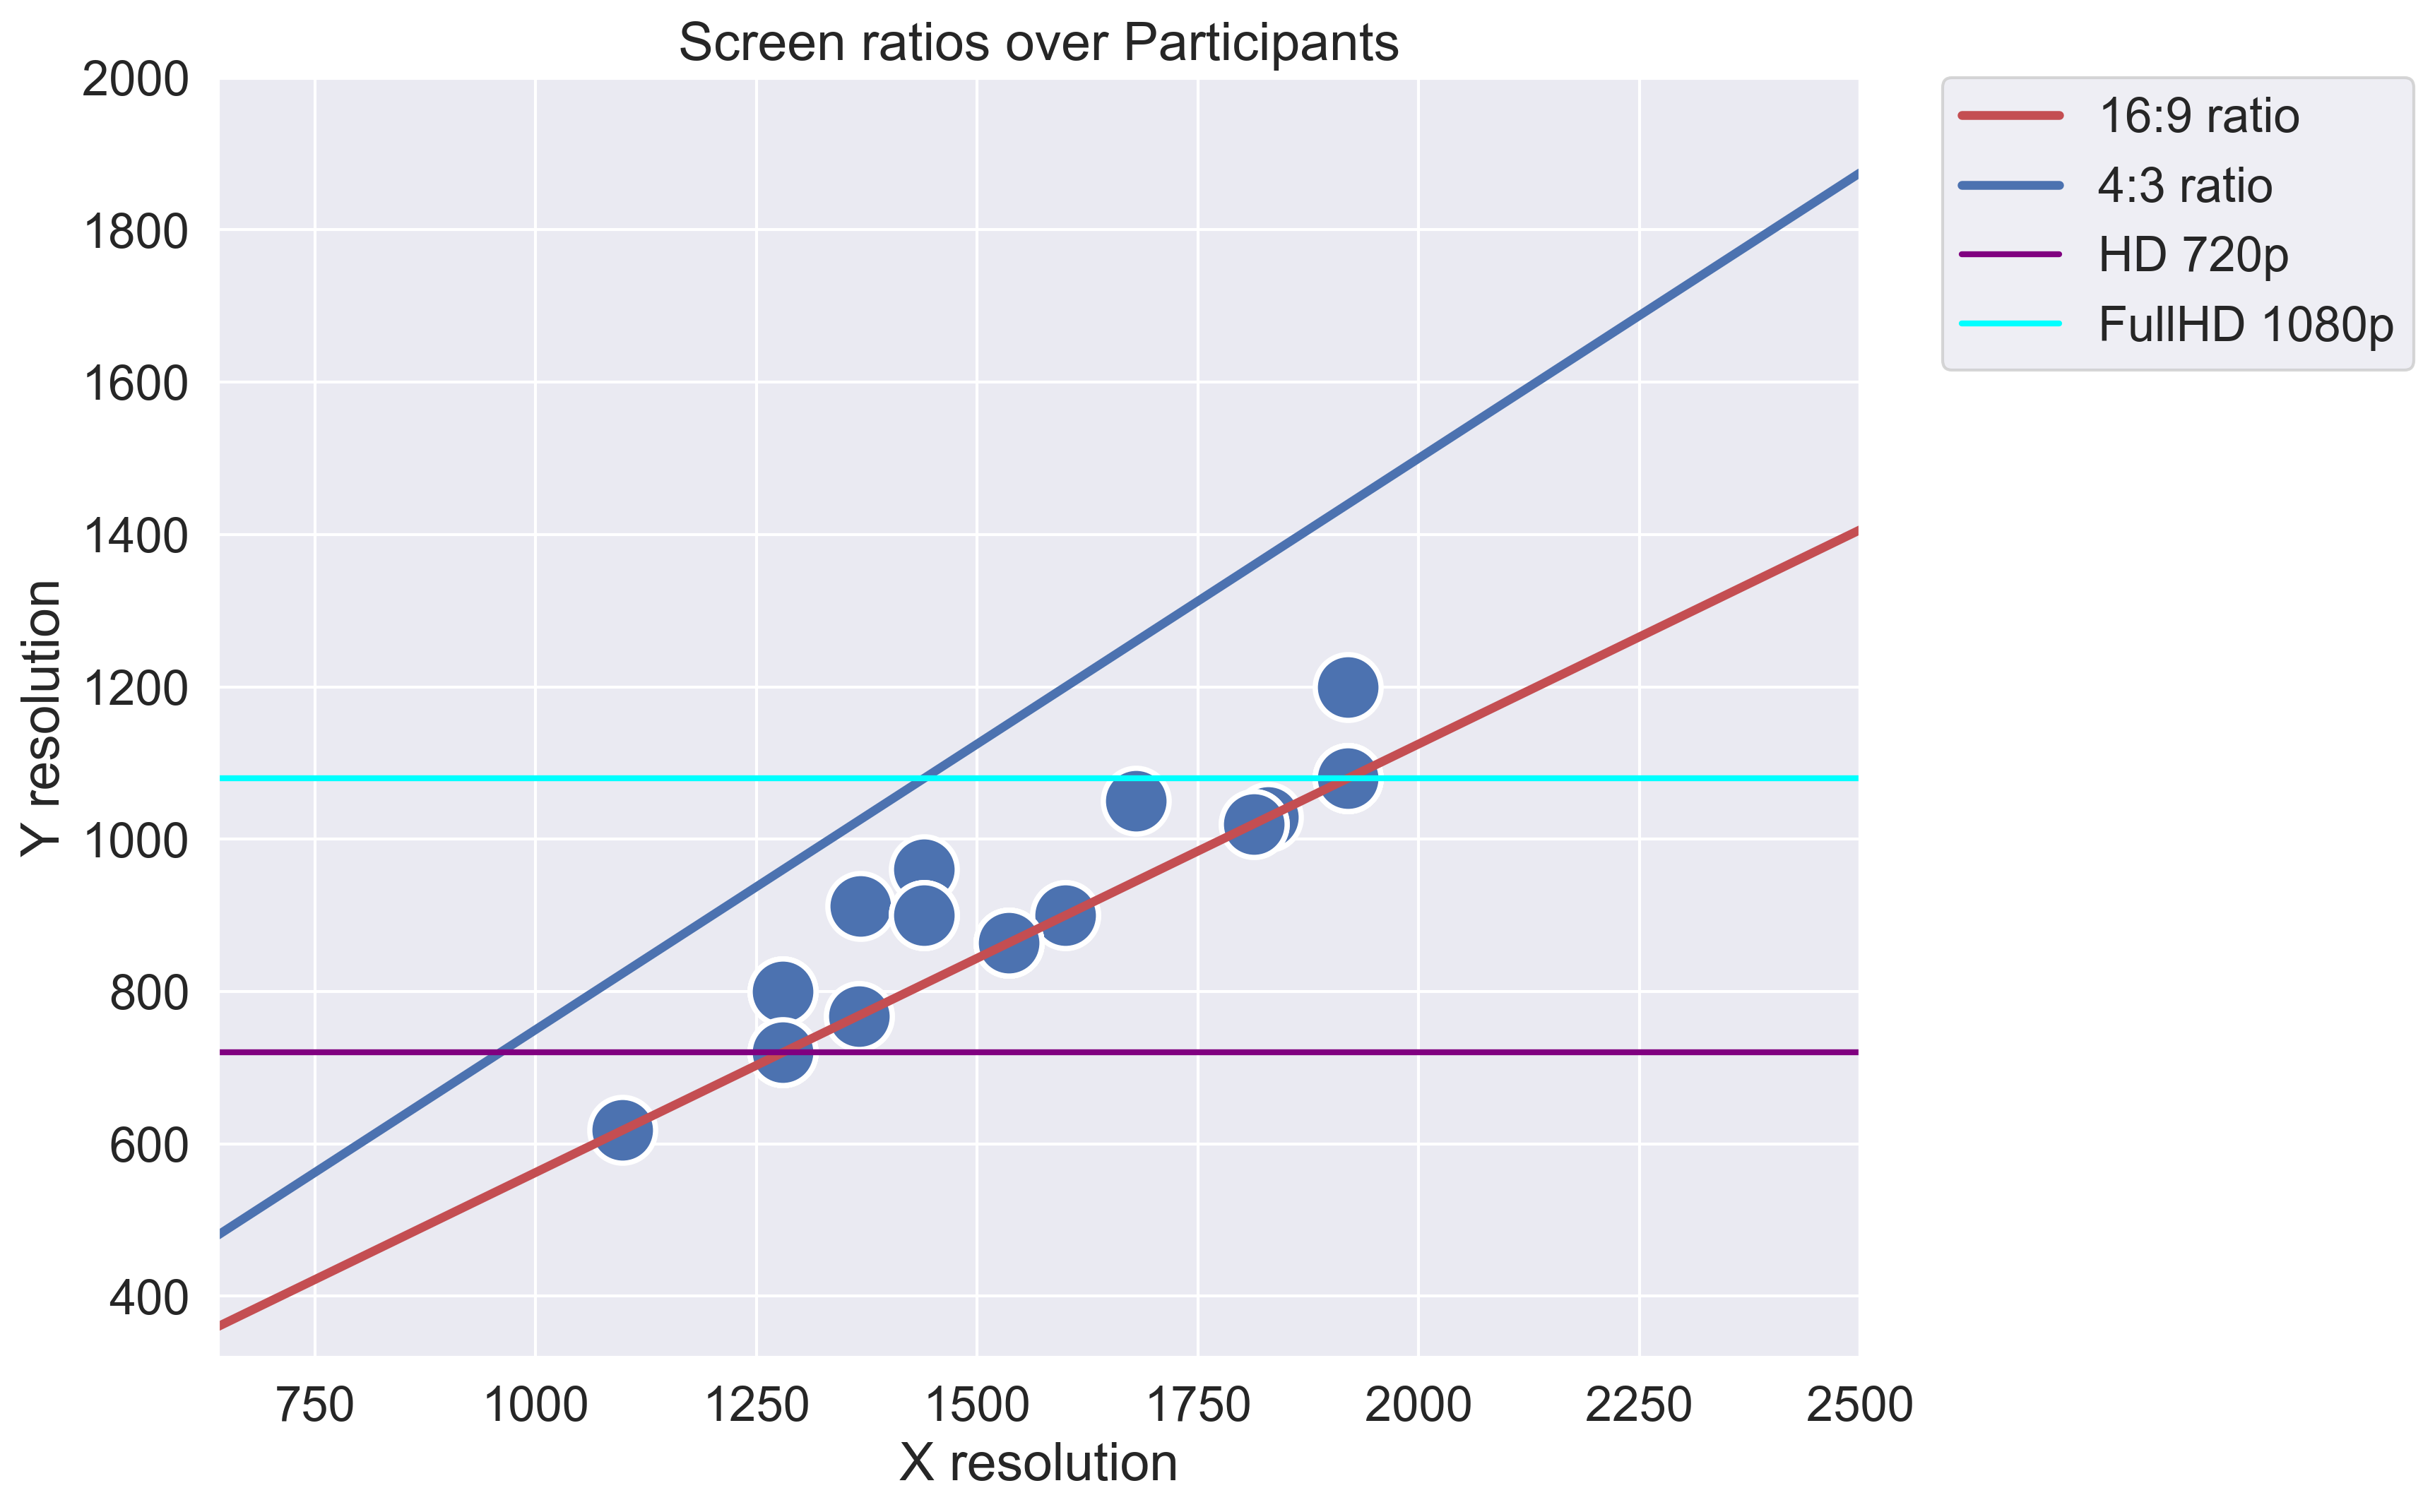 Screen ratios over Participants
2000
1800
1600
1400
1200
1000
800
600
400
Y resolution
750 1000 1250 1500 1750 2000 2250 2500
X resolution
16:9 ratio
4:3 ratio
HD 720p
FullHD 1080p